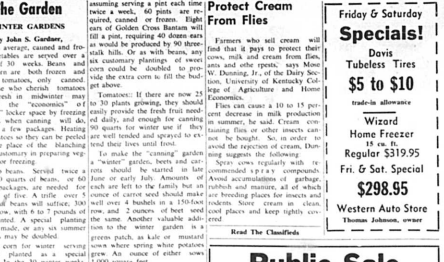 he Garden
INTER GARDENS
y John S. Gardner,
average, canned and fro-
tables are served over a
f 30 weeks. Beans and
rn are both frozen and
tomatoes, only canned.
who cherish tomatoes
resh in midwinter may
the "economics" of
locker space by freezing
when canning will do,
a few packages. Heating
toes so they can be peeled
place of the blanching
ustomary in preparing veg-
or freezing.
beans. Served twice a
quarts of beans, or 60
packages, are needed for
of five. A trifle over
of beans will suffice, 300
row, with 6 to 7 pounds of
nted. A special planting
made, or any six summer
may be doubled.
corn for winter serving
planted as a special
assuming serving a pint each time
twice a week, 60 pints are re-
quired, canned or frozen. Eight
ears of Golden Cross Bantam will
fill a pint, requiring 40 dozen ears
as would be produced by 90 three-
stalk hills. Or as with beans, any
six customary plantings of sweet
corn could be doubled to pro-
vide the extra corn to fill the bud-
get above.
Tomatoes: If there are now 25
to 30 plants growing, they should
easily provide the fresh fruit need-
ed daily, and enough for canning
90 quarts for winter use if they
are well tended and sprayed to ex-
tend their lives until frost.
To make the "canning" garden
a "winter" garden, beets and car-
rots should be started in late
June or early July. Amounts of
each are left to the family but an
ounce of carrot seed should make
well over 4 bushels in a 150-foot
row, and 2 ounces of beet seed
the same. Another valuable addi-
tion to the winter garden is a
greens patch, as kale or mustard
sown where spring white potatoes
grew. An ounce of either sows
Protect Cream
From Flies
Farmers who sell cream will
find that it pays to protect their
cows, milk and cream from flies,
ants and other pests, says Mose
W. Dunning, Jr., of the Dairy Sec-
tion, University of Kentucky Col-
lege of Agriculture and Home
Economics.
Flies can cause a 10 to 15 per-
cent decrease in milk production
in summer, he said. Cream con-
taining flies or other insects can-
not be bought. So, in order to
avoid the rejection of cream, Dun-
ning suggests the following:
Spray cows regularly with re-
commended spray compounds.
Avoid accumulations of garbage,
rubbish and manure, all of which
are breeding places for insects and
rodents. Store cream in clean,
cool places and keep tightly cov-
ered.
Read The Classifieds
Friday & Saturday
Specials!
Davis
Tubeless Tires
$5 to $10
trade-in allowance
Wizard
Home Freezer
15 cu. ft.
Regular $319.95
Fri. & Sat. Special
$298.95
Western Auto Store
Thomas Johnson, owner
Public Sale